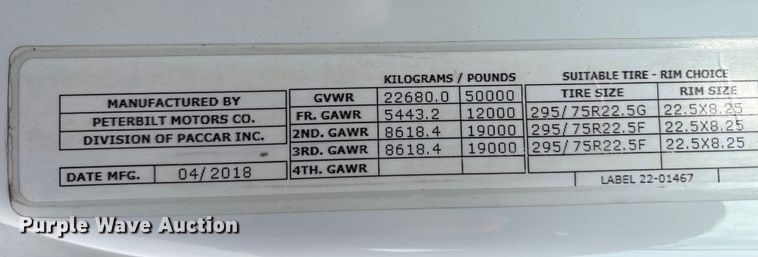 KILOGRAMS / POUNDS SUITABLE TIRE - RIM CHOICE
TIRE SIZE RIM SIZE
MANUFACTURED BY
PETERBILT MOTORS CO.
DIVISION OF PACCAR INC.
GVWR 22680.0 50000
FR. GAWR 5443.2 12000 295/75R22.5G 22.5X8.25
2ND. GAWR 8618.4 19000 295/75R22.5F 22.5X8.25
3RD. GAWR 8618.4 19000 295/75R22.5F 22.5X8.25
4TH. GAWR
DATE MFG. 04/2018
LABEL 22-01467
Purple Wave Auction